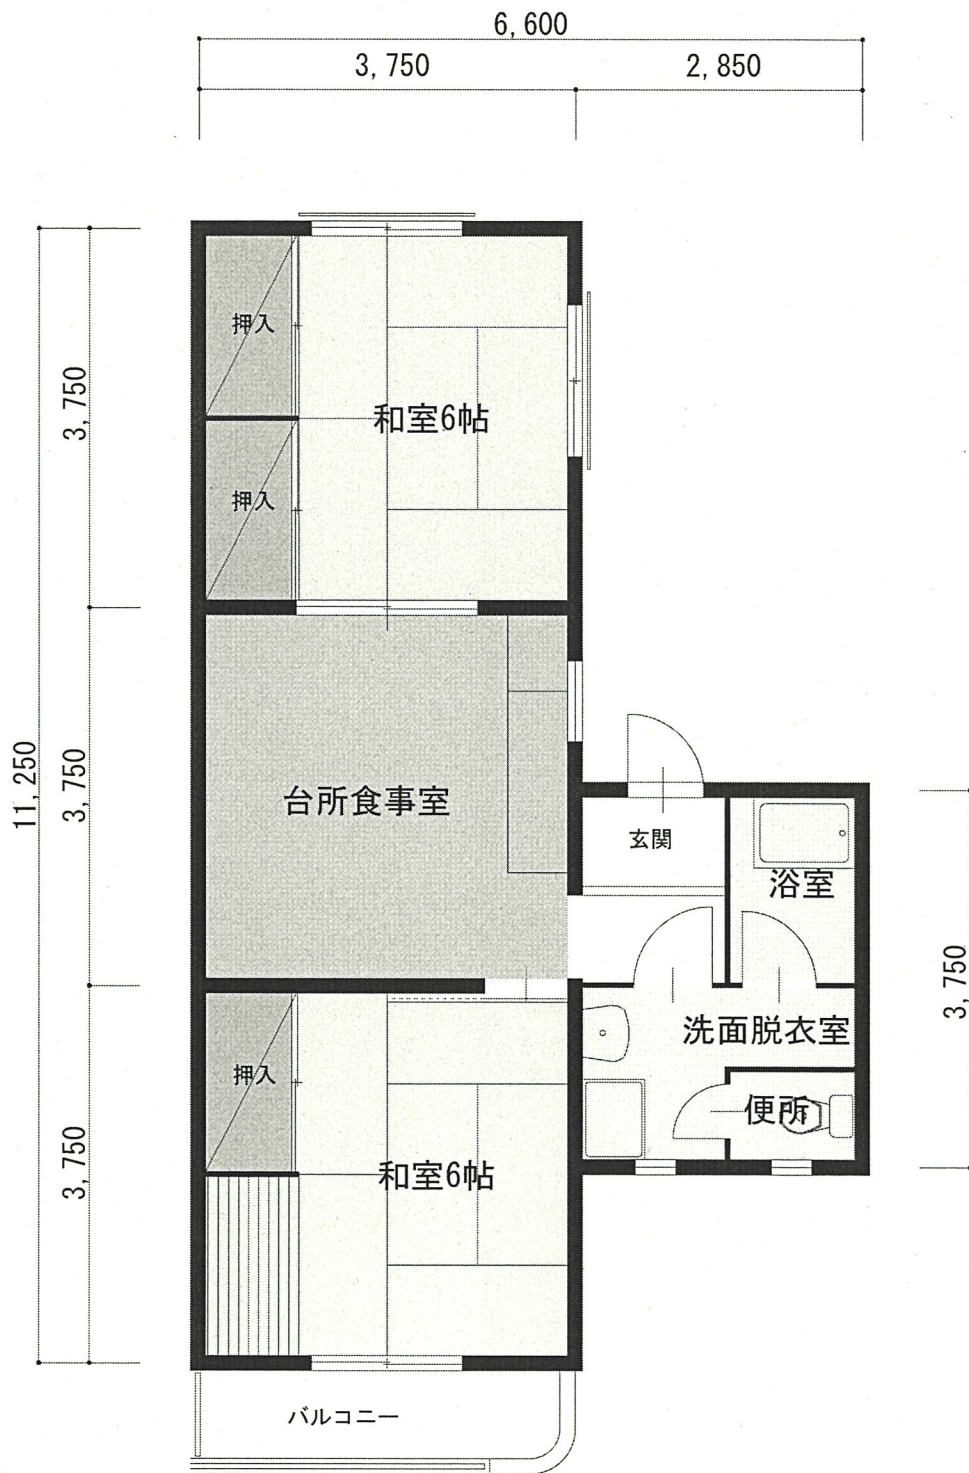 6,600
3,750
2,850
押入
3,750
和室6帖
押入
11,250
3,750
台所食事室
玄関
浴室
3,750
洗面脱衣室
押入
便所
3,750
和室6帖
バルコニー